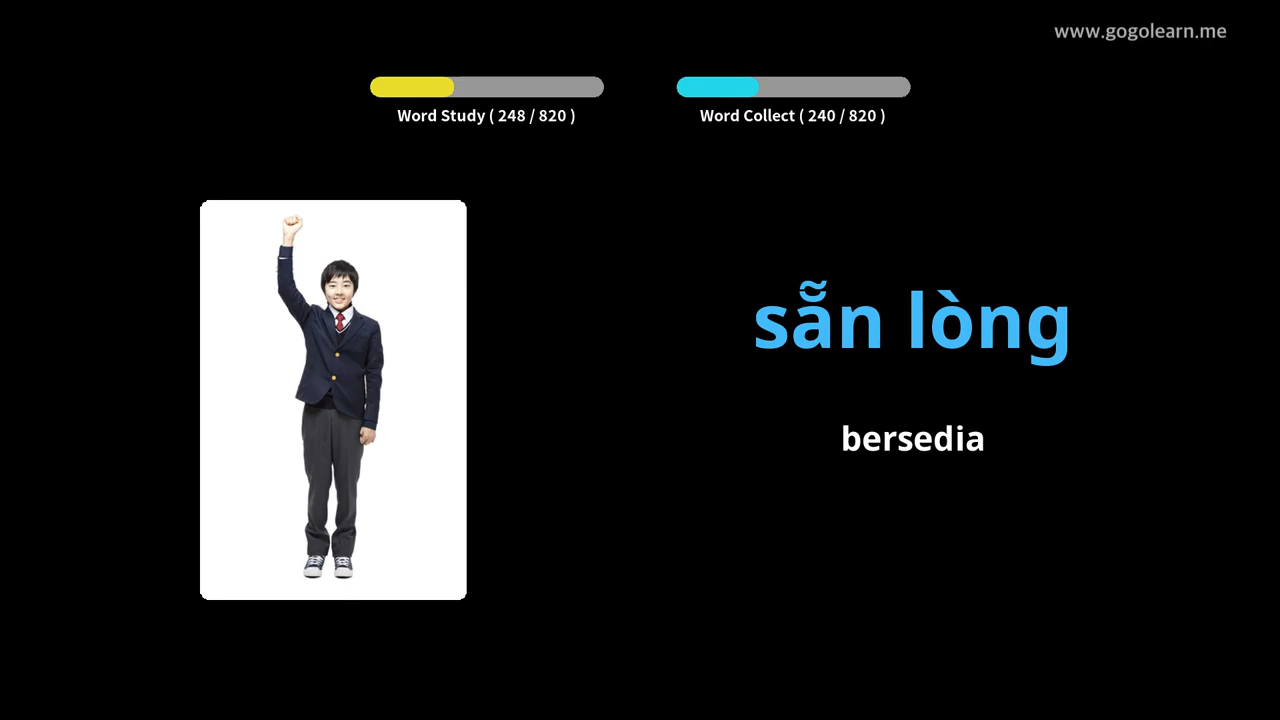 www.gogolearn.me
Word Study ( 248 / 820 )
Word Collect ( 240 / 820 )
sẵn lòng
bersedia